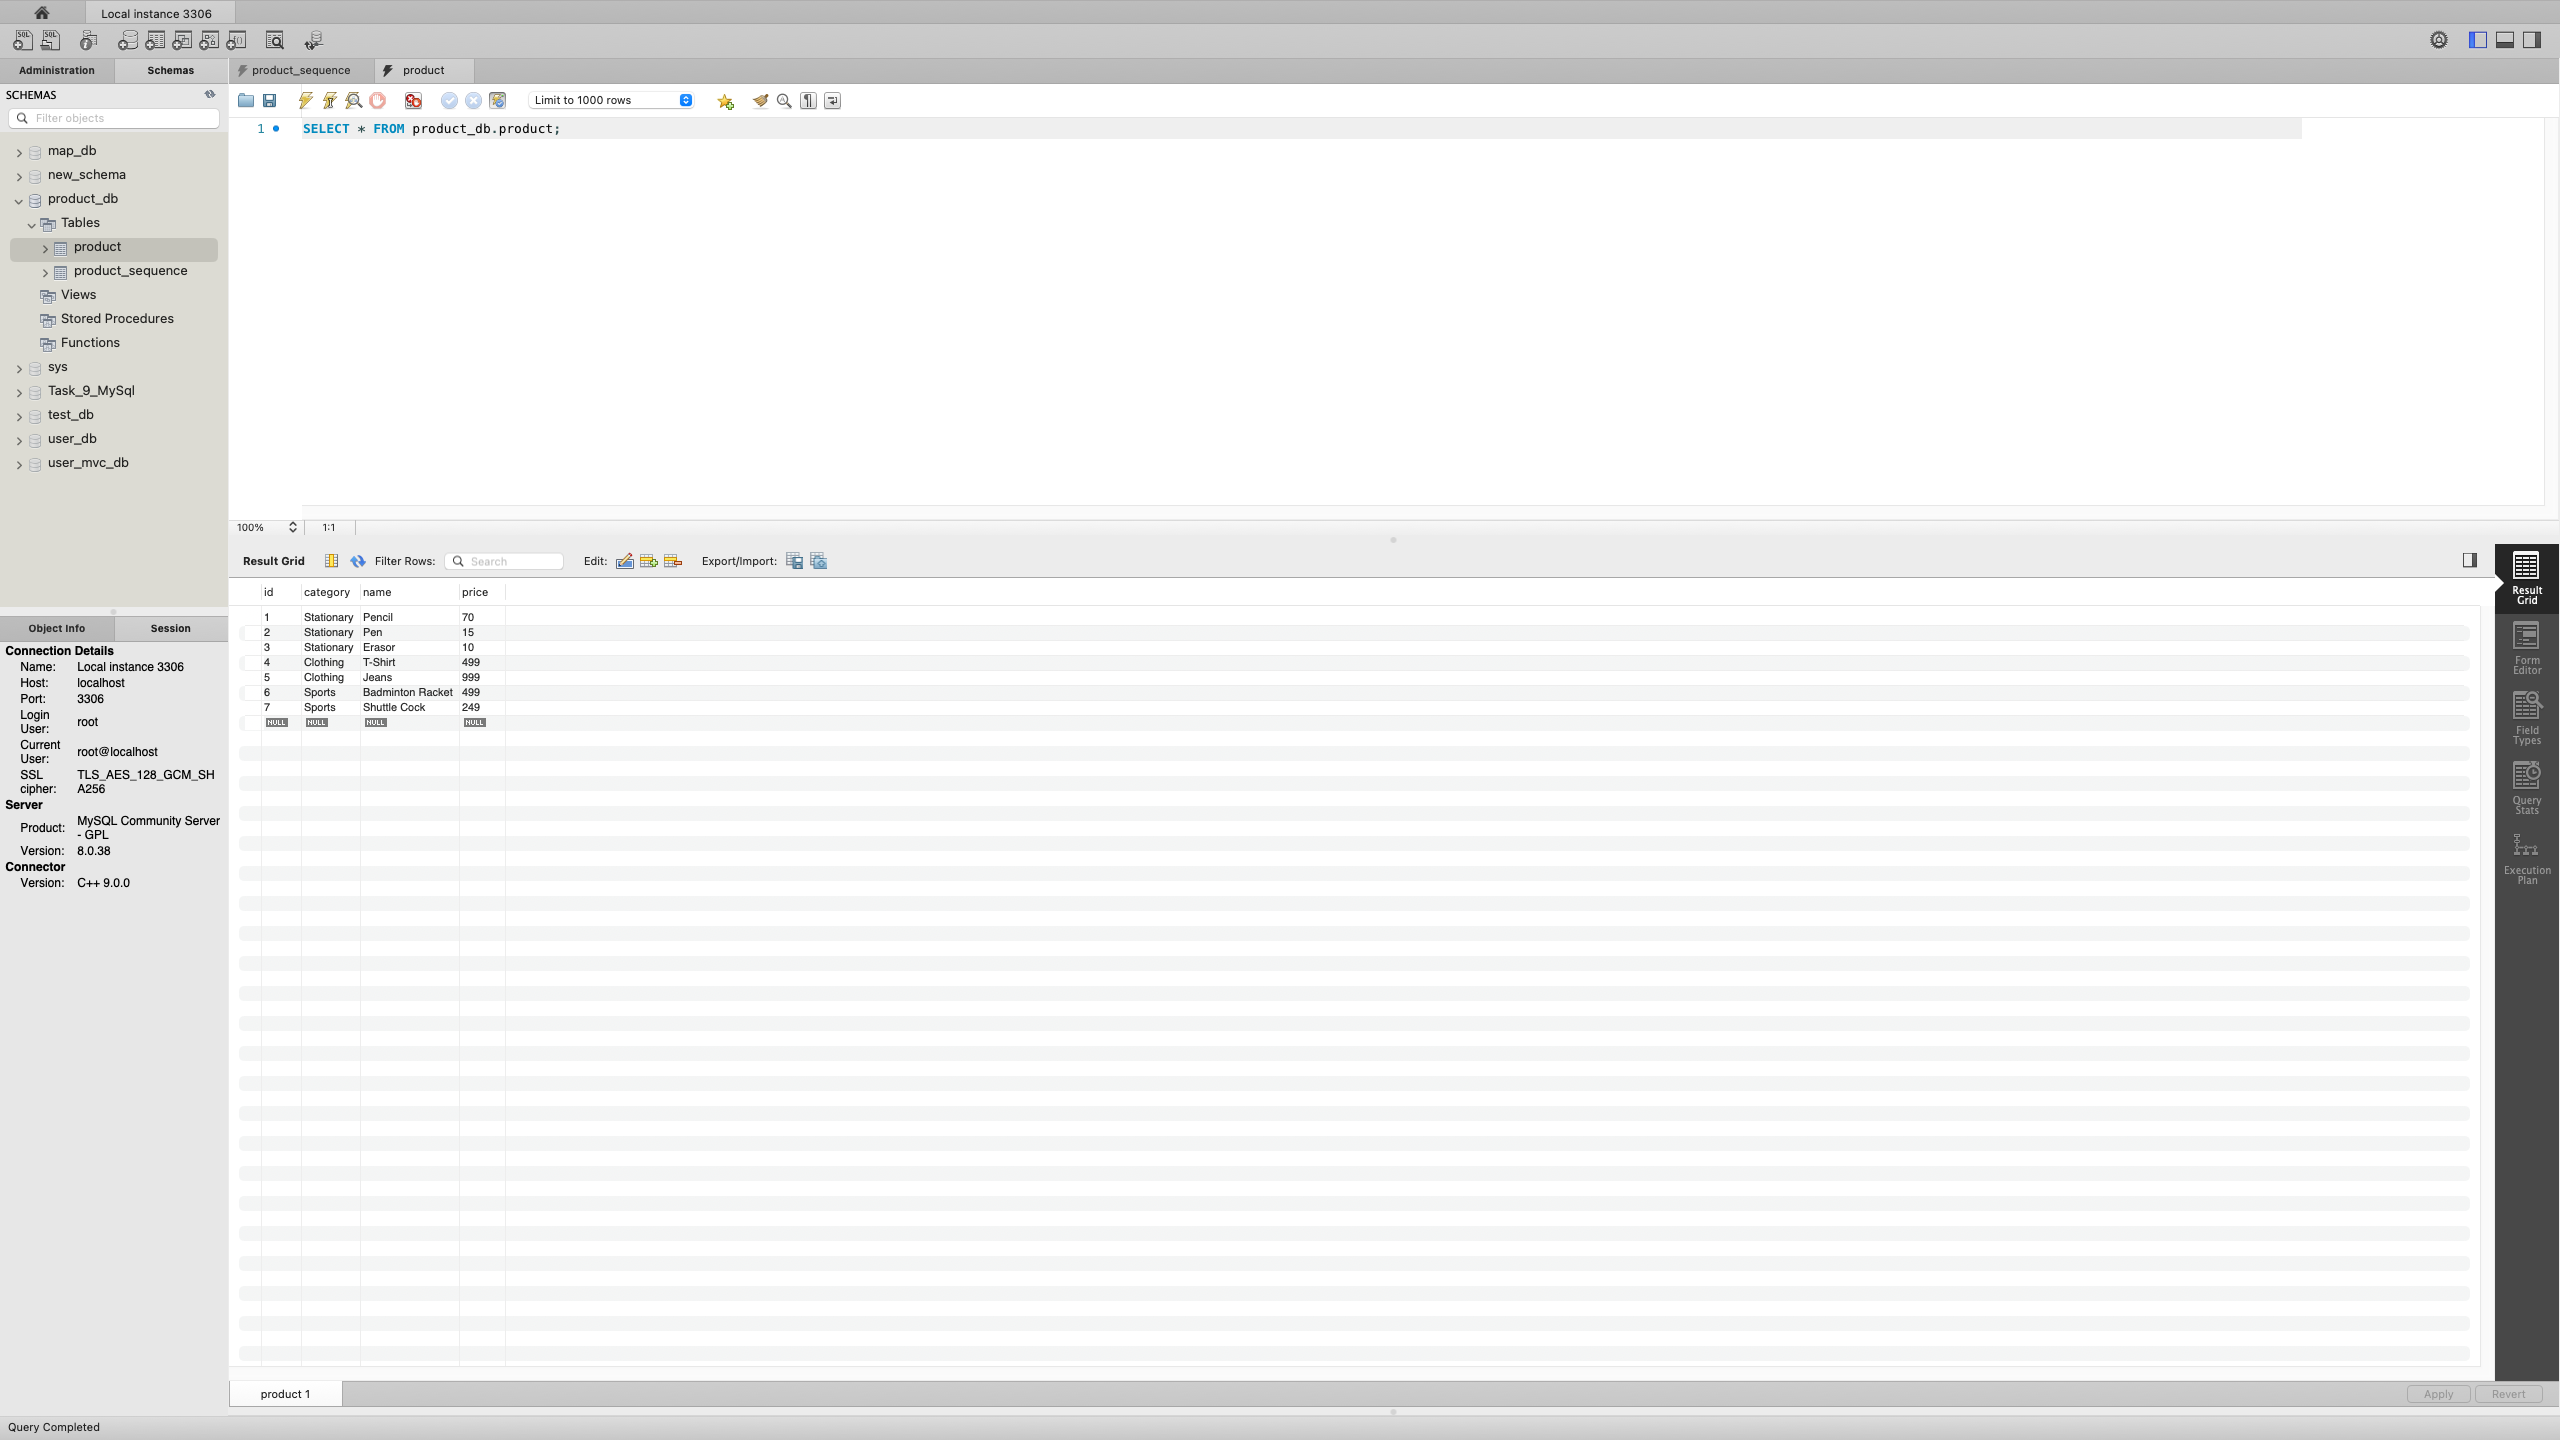 Local instance 3306
Administration Schemas product_sequence product
SCHEMAS
Filter objects
Limit to 1000 rows
1 SELECT * FROM product_db.product;
map_db
new_schema
product_db
Tables
product
product_sequence
Views
Stored Procedures
Functions
sys
Task_9_MySql
test_db
user_db
user_mvc_db
100% 1:1
Result Grid Filter Rows: Search Edit: Export/Import:
id category name price
1 Stationary Pencil 70
2 Stationary Pen 15
3 Stationary Erasor 10
4 Clothing T-Shirt 499
5 Clothing Jeans 999
6 Sports Badminton Racket 499
7 Sports Shuttle Cock 249
NULL NULL NULL NULL
Result
Grid
Form
Editor
Field
Types
Query
Stats
Execution
Plan
Object Info Session
Connection Details
Name: Local instance 3306
Host: localhost
Port: 3306
Login
User: root
Current
User: root@localhost
SSL TLS_AES_128_GCM_SH
cipher: A256
Server
Product: MySQL Community Server
- GPL
Version: 8.0.38
Connector
Version: C++ 9.0.0
product 1 Apply Revert
Query Completed